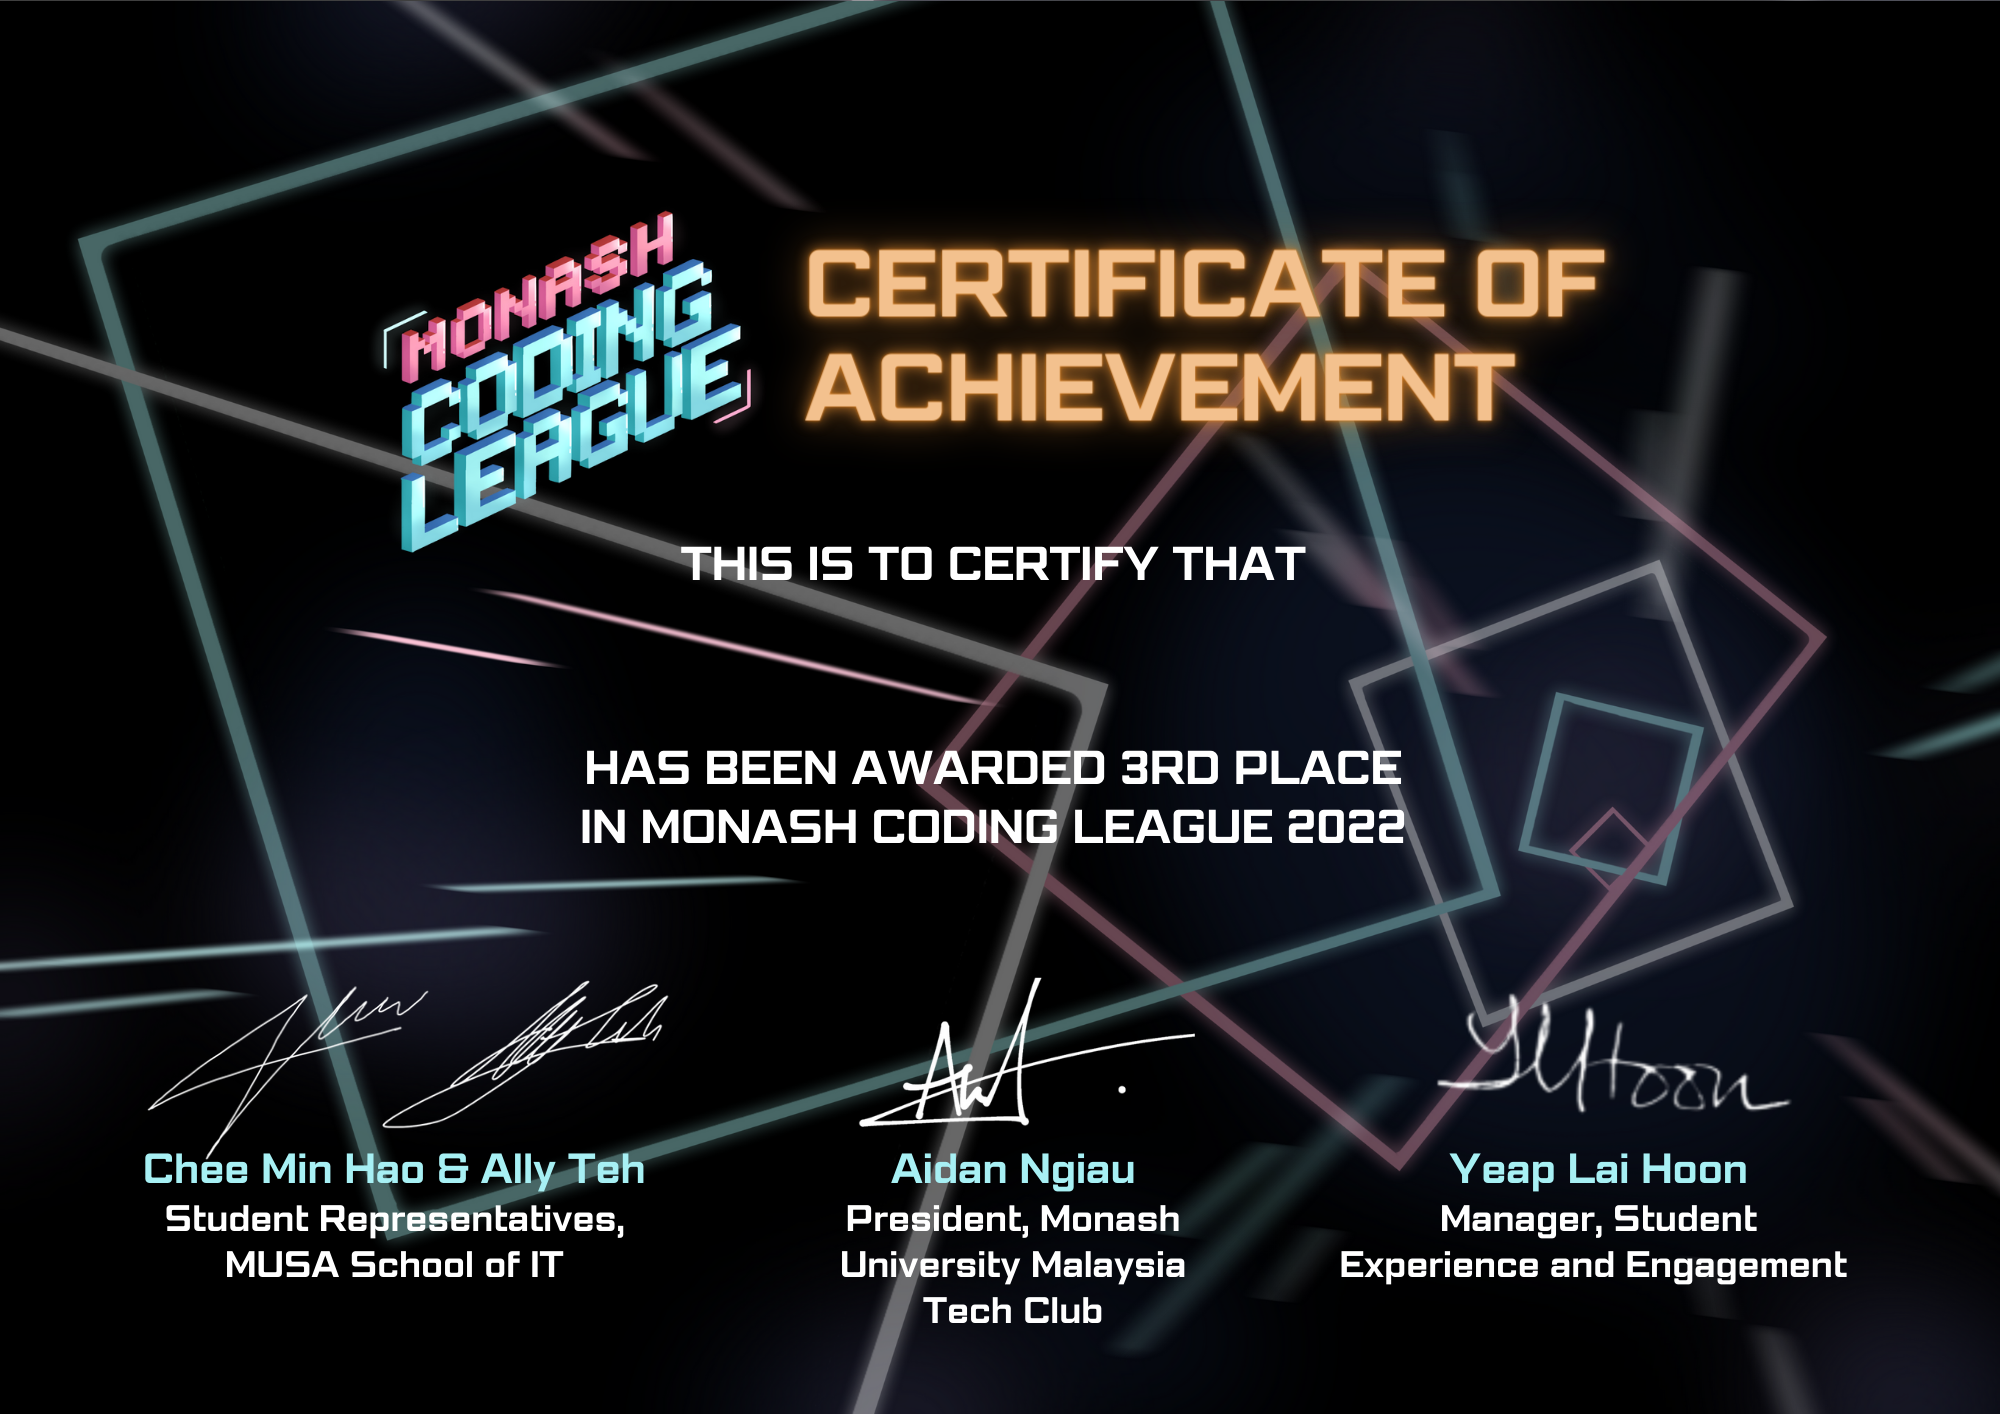 MONASH
CODING
LEAGUE
CERTIFICATE OF
ACHIEVEMENT
THIS IS TO CERTIFY THAT
HAS BEEN AWARDED 3RD PLACE
IN MONASH CODING LEAGUE 2022
Chee Min Hao & Ally Teh
Student Representatives,
MUSA School of IT
Aidan Ngiau
President, Monash
University Malaysia
Tech Club
YLHoon
Yeap Lai Hoon
Manager, Student
Experience and Engagement